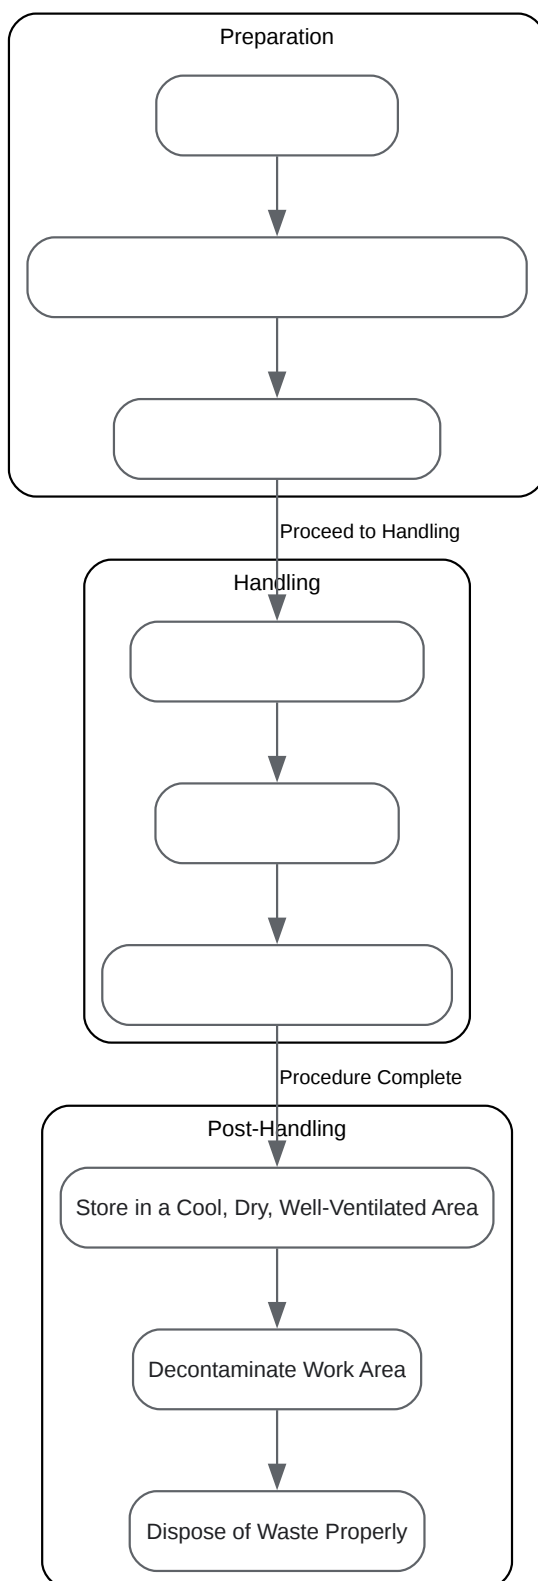 Preparation
Proceed to Handling
Handling
Procedure Complete
Post-Handling
Store in a Cool, Dry, Well-Ventilated Area
Decontaminate Work Area
Dispose of Waste Properly